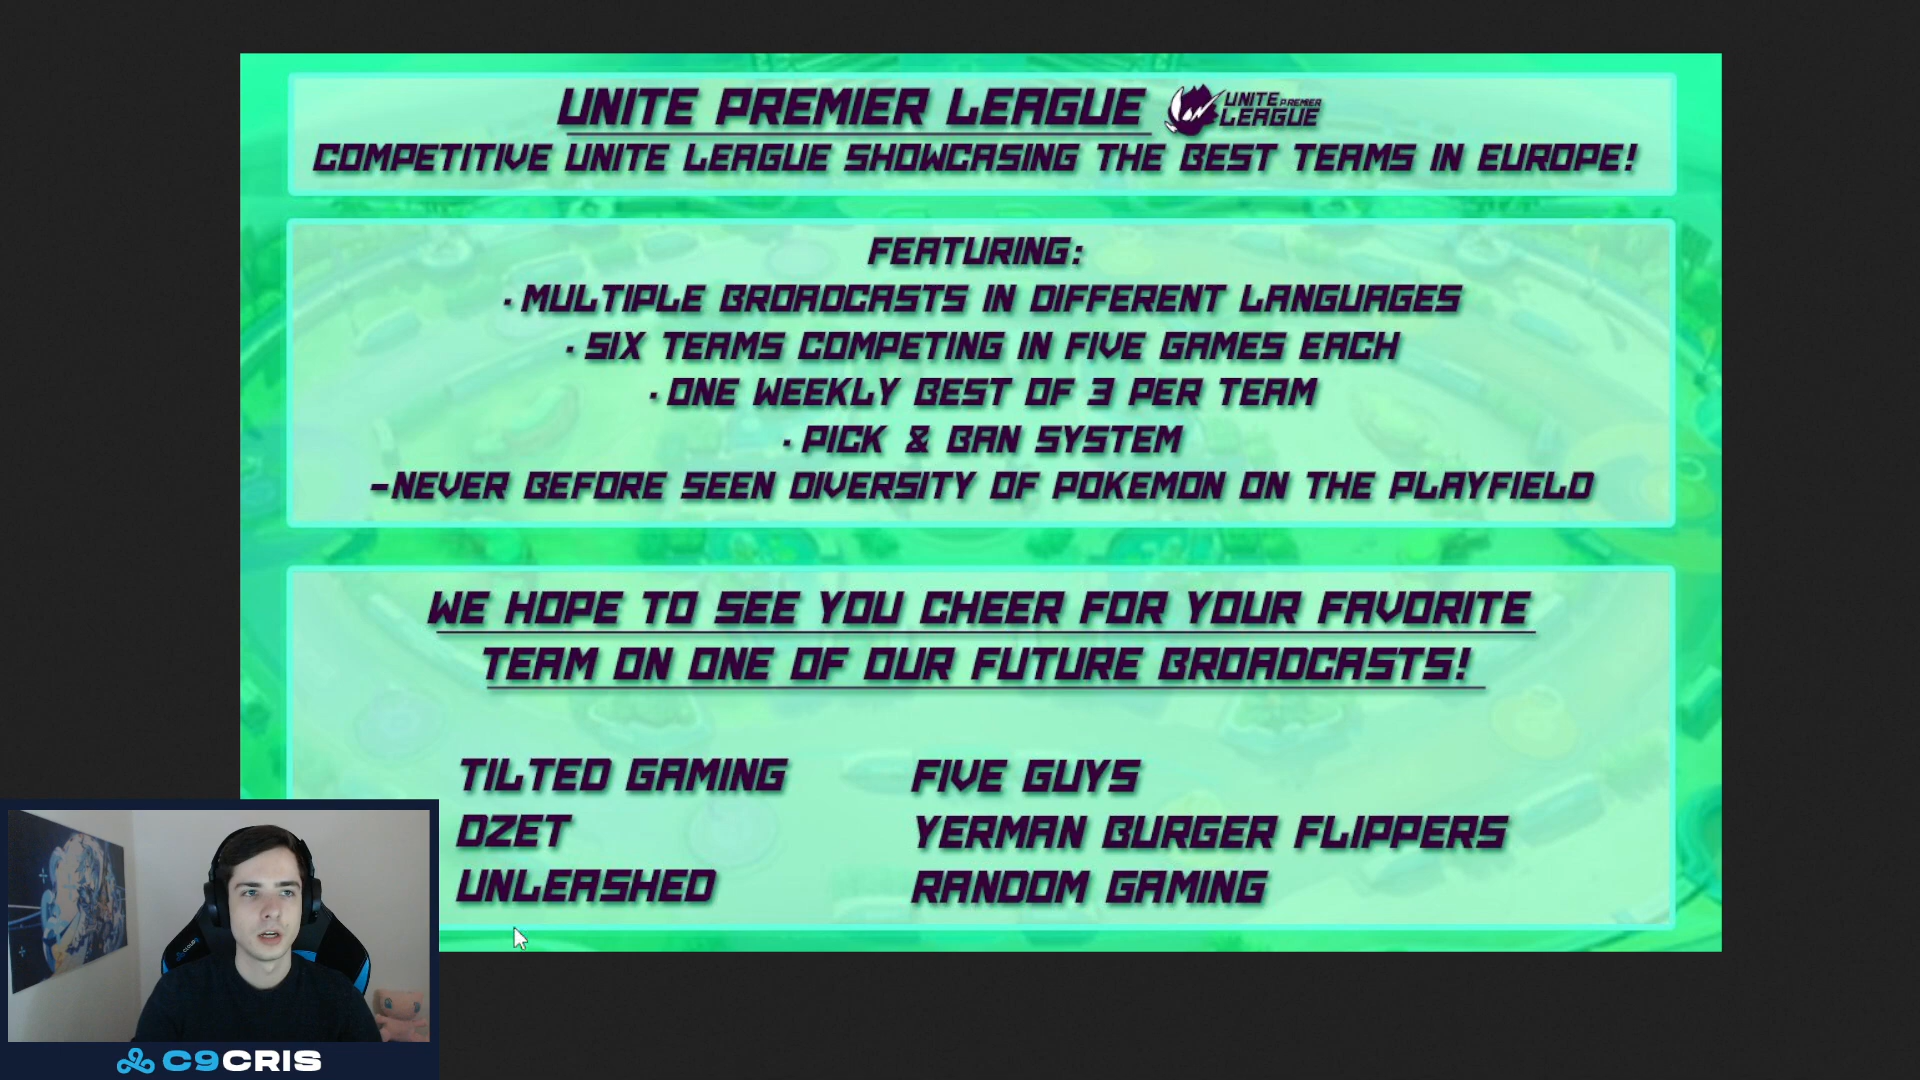 UNITE PREMIER LEAGUE
UNITE PREMIER
LEAGUE
COMPETITIVE UNITE LEAGUE SHOWCASING THE BEST TEAMS IN EUROPE!
FEATURING:
· MULTIPLE BROADCASTS IN DIFFERENT LANGUAGES
· SIX TEAMS COMPETING IN FIVE GAMES EACH
· ONE WEEKLY BEST OF 3 PER TEAM
· PICK & BAN SYSTEM
-NEVER BEFORE SEEN DIVERSITY OF POKEMON ON THE PLAYFIELD
WE HOPE TO SEE YOU CHEER FOR YOUR FAVORITE
TEAM ON ONE OF OUR FUTURE BROADCASTS!
TILTED GAMING
DZET
UNLEASHED
FIVE GUYS
YERMAN BURGER FLIPPERS
RANDOM GAMING
C9CRIS